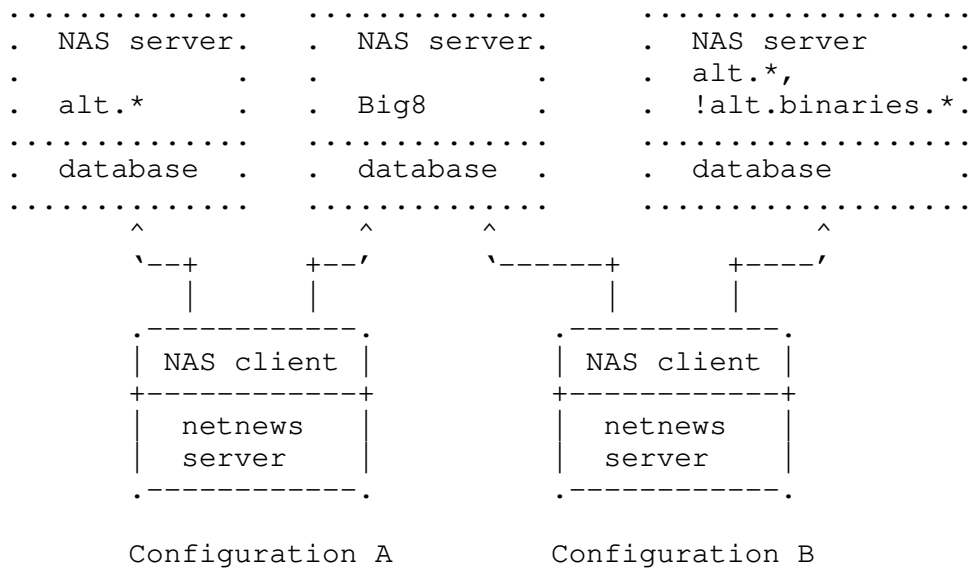 NAS server. NAS server. NAS server
alt.*,
alt.* Big8 !alt.binaries.*.
database database database
NAS client NAS client
netnews netnews
server server
Configuration A Configuration B